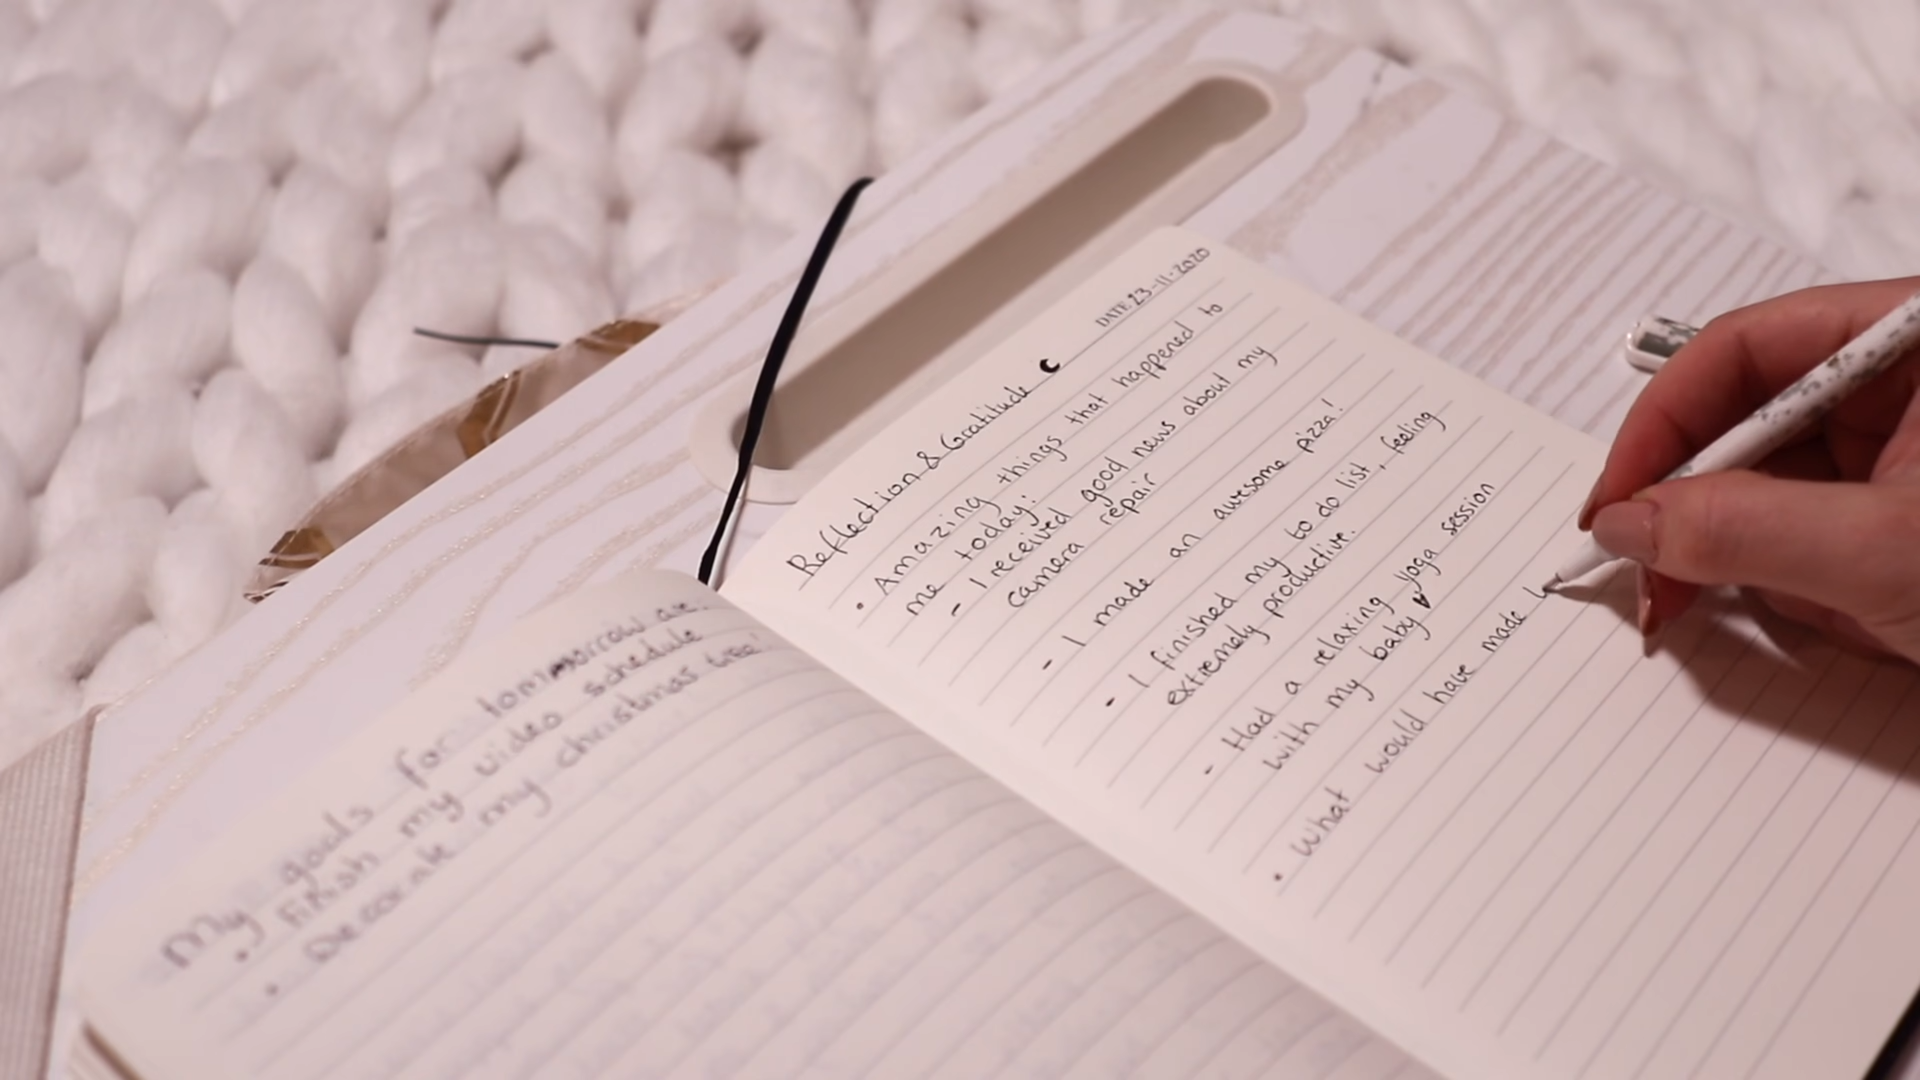 My goals for tommorrow are:
• Finish my video schedule
• Decorate my christmas tree!
DATE 23-11-2020
Reflection & Gratitude
• Amazing things that happened to
me today:
- I received good news about my
camera repair
- I made an awesome pizza!
- I finished my to do list, feeling
extremely productive.
- Had a relaxing yoga session
with my baby ♥
• What would have made